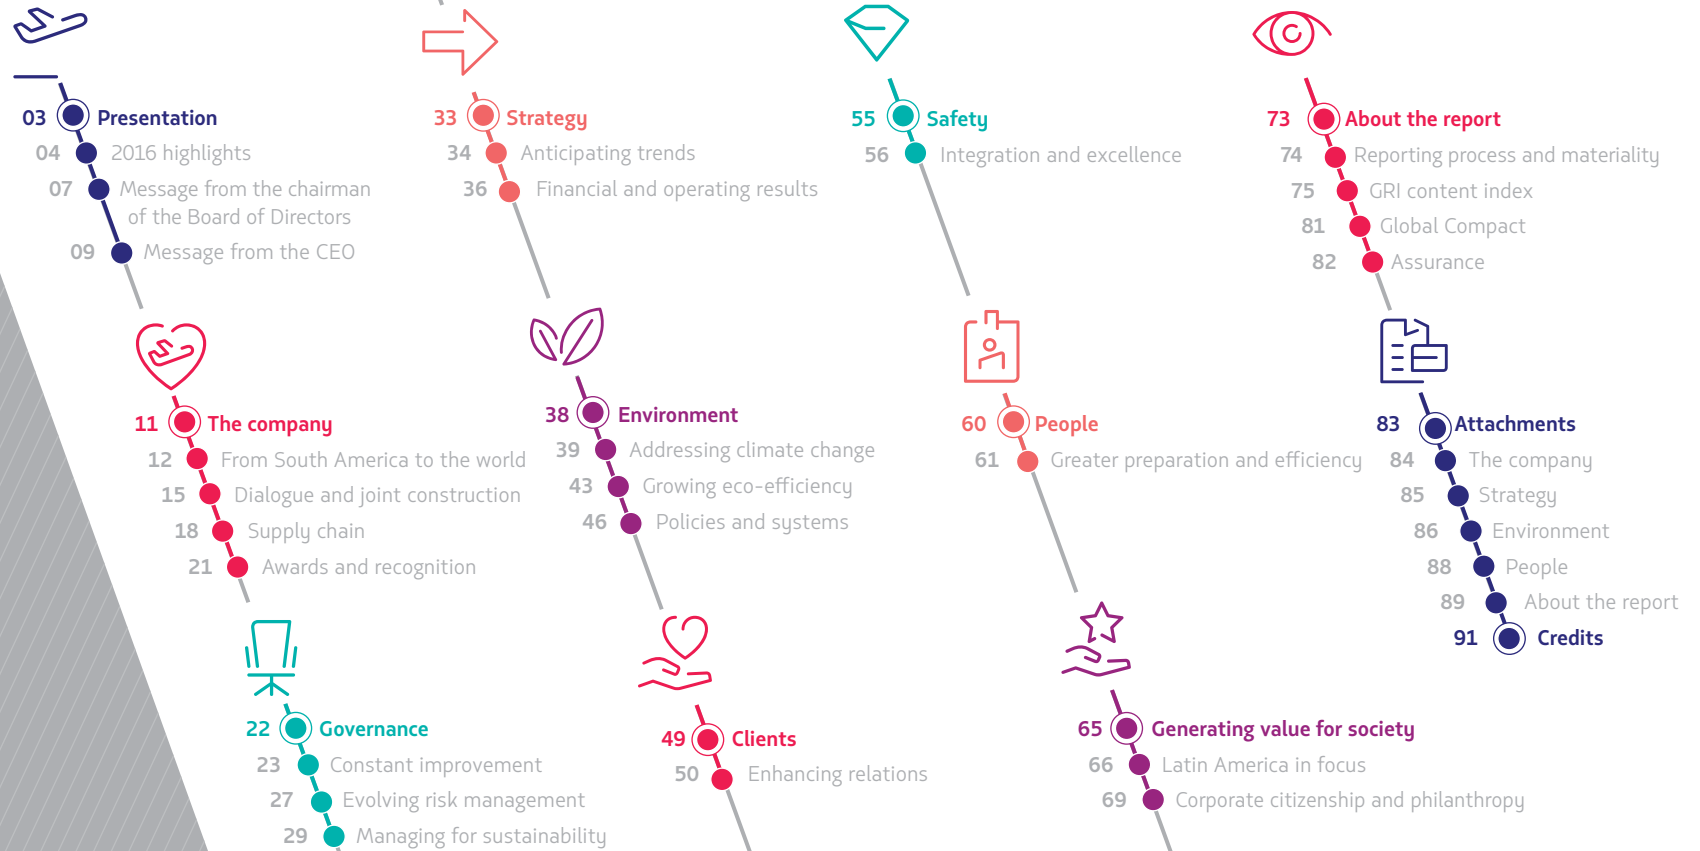 03 Presentation
04 2016 highlights
07 Message from the chairman
of the Board of Directors
09 Message from the CEO
11 The company
12 From South America to the world
15 Dialogue and joint construction
18 Supply chain
21 Awards and recognition
22 Governance
23 Constant improvement
27 Evolving risk management
29 Managing for sustainability
33 Strategy
34 Anticipating trends
36 Financial and operating results
38 Environment
39 Addressing climate change
43 Growing eco-efficiency
46 Policies and systems
49 Clients
50 Enhancing relations
55 Safety
56 Integration and excellence
60 People
61 Greater preparation and efficiency
65 Generating value for society
66 Latin America in focus
69 Corporate citizenship and philanthropy
73 About the report
74 Reporting process and materiality
75 GRI content index
81 Global Compact
82 Assurance
83 Attachments
84 The company
85 Strategy
86 Environment
88 People
89 About the report
91 Credits